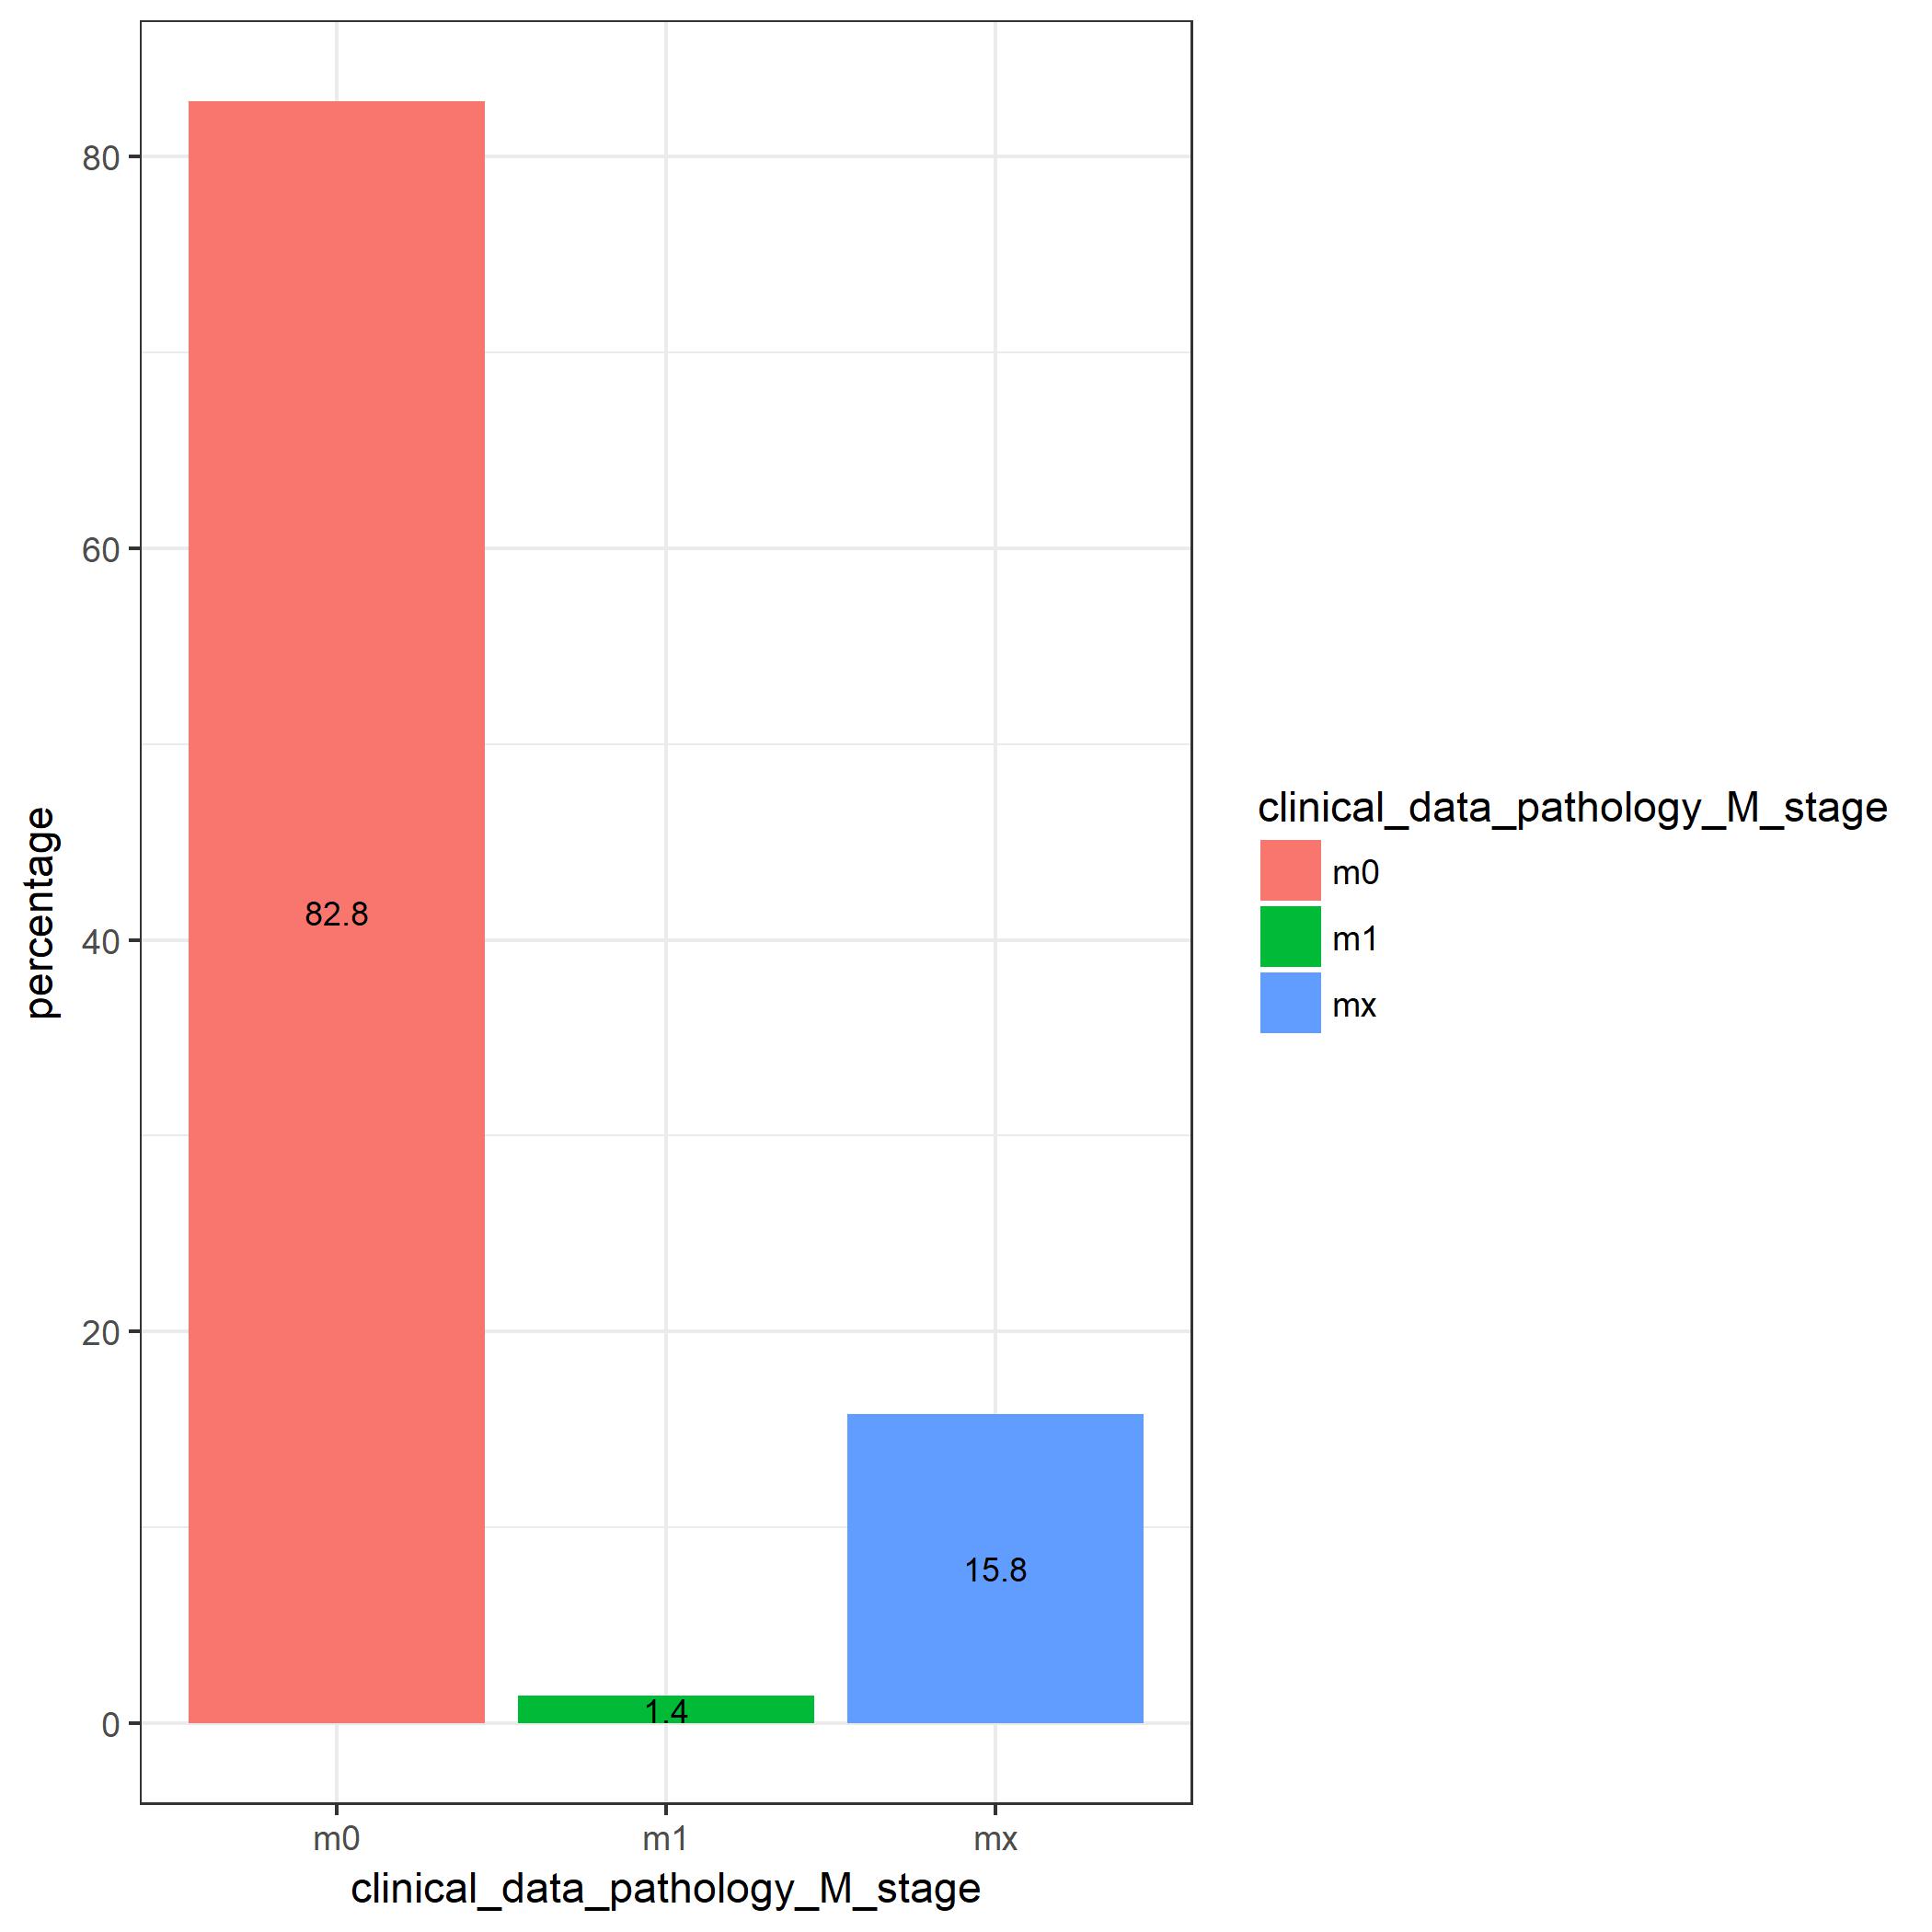 percentage
80
60
40
20
0
82.8
1.4
15.8
m0
m1
mx
clinical_data_pathology_M_stage
clinical_data_pathology_M_stage
m0
m1
mx